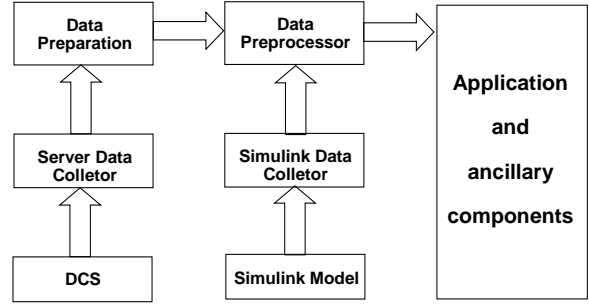 Data
Preparation
Data
Preprocessor
Application
and
ancillary
components
Server Data
Colletor
Simulink Data
Colletor
DCS
Simulink Model